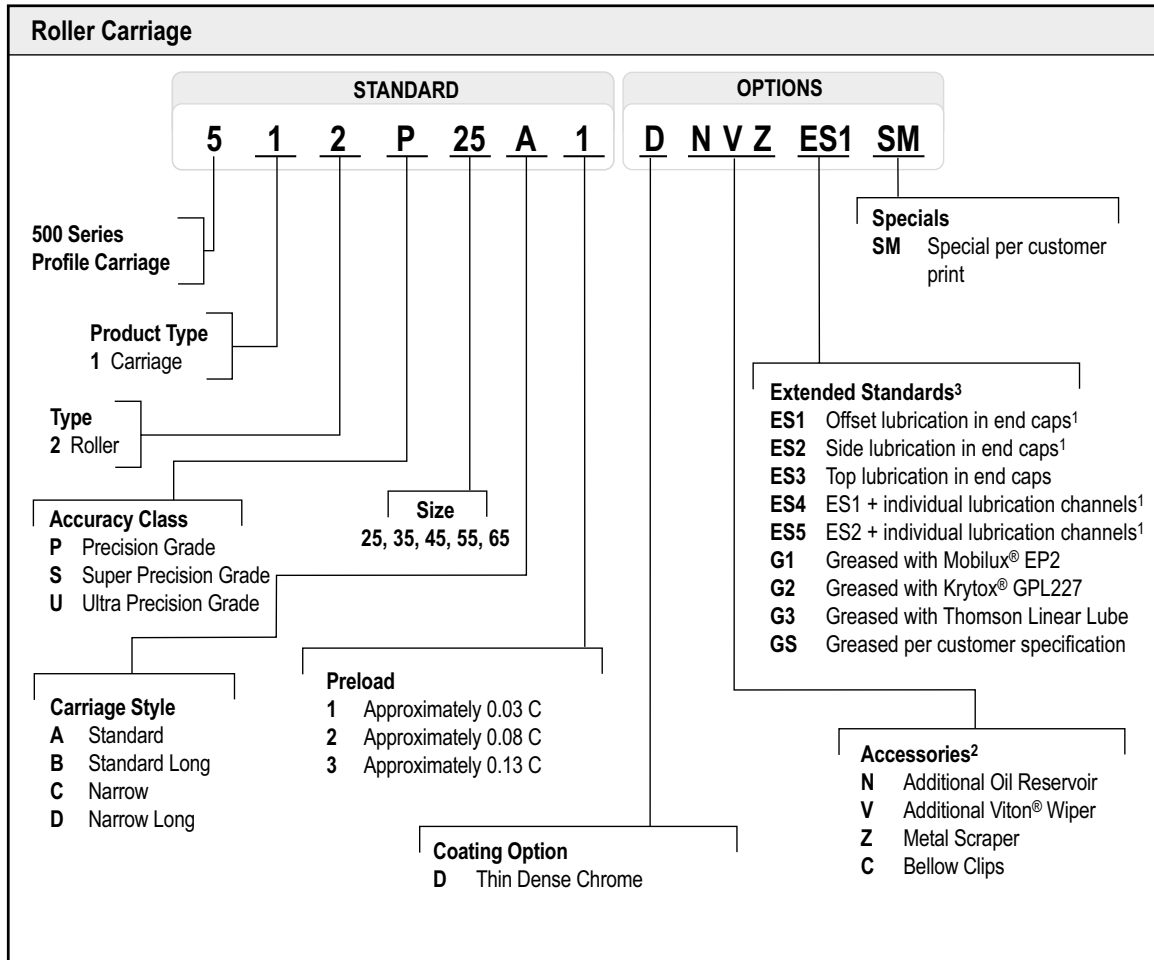 Roller Carriage
STANDARD
OPTIONS
5 1 2 P 25 A 1 D N V Z ES1 SM
500 Series
Profile Carriage
Product Type
1 Carriage
Type
2 Roller
Accuracy Class
P Precision Grade
S Super Precision Grade
U Ultra Precision Grade
Size
25, 35, 45, 55, 65
Carriage Style
A Standard
B Standard Long
C Narrow
D Narrow Long
Preload
1 Approximately 0.03 C
2 Approximately 0.08 C
3 Approximately 0.13 C
Coating Option
D Thin Dense Chrome
Specials
SM Special per customer
print
Extended Standards³
ES1 Offset lubrication in end caps¹
ES2 Side lubrication in end caps¹
ES3 Top lubrication in end caps
ES4 ES1 + individual lubrication channels¹
ES5 ES2 + individual lubrication channels¹
G1 Greased with Mobilux® EP2
G2 Greased with Krytox® GPL227
G3 Greased with Thomson Linear Lube
GS Greased per customer specification
Accessories²
N Additional Oil Reservoir
V Additional Viton® Wiper
Z Metal Scraper
C Bellow Clips